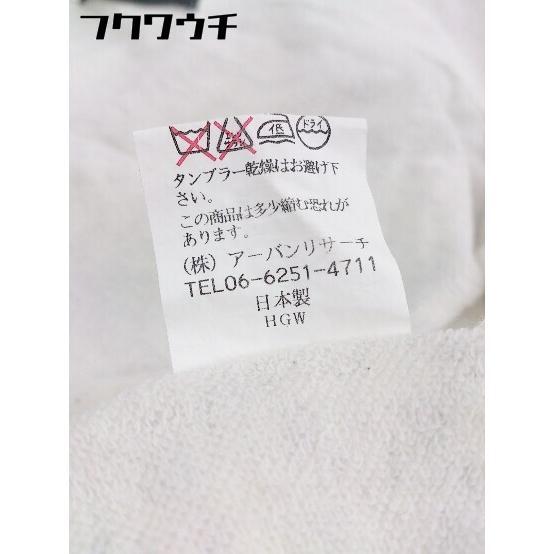 フクワウチ
低 ドライ
タンブラー乾燥はお避け下
さい。
この商品は多少縮む恐れが
あります。
(株) アーバンリサーチ
TEL06-6251-4711
日本製
HGW